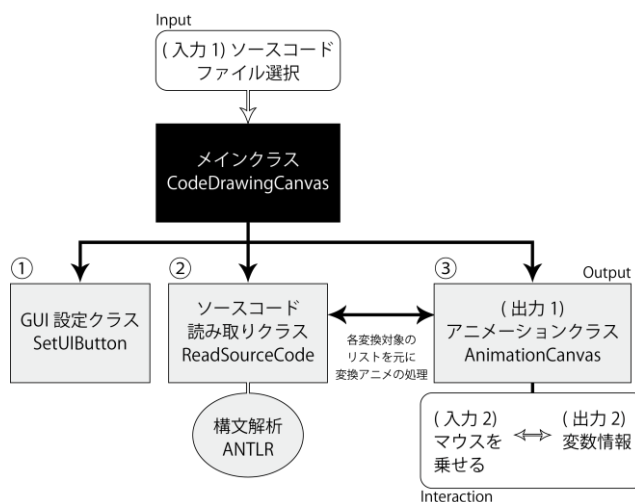 Input
( 入力 1) ソースコード
ファイル選択
メインクラス
CodeDrawingCanvas
①
GUI 設定クラス
SetUIButton
②
ソースコード
読み取りクラス
ReadSourceCode
構文解析
ANTLR
各変換対象の
リストを元に
変換アニメの処理
③
Output
( 出力 1)
アニメーションクラス
AnimationCanvas
( 入力 2)
マウスを
乗せる
( 出力 2)
変数情報
Interaction